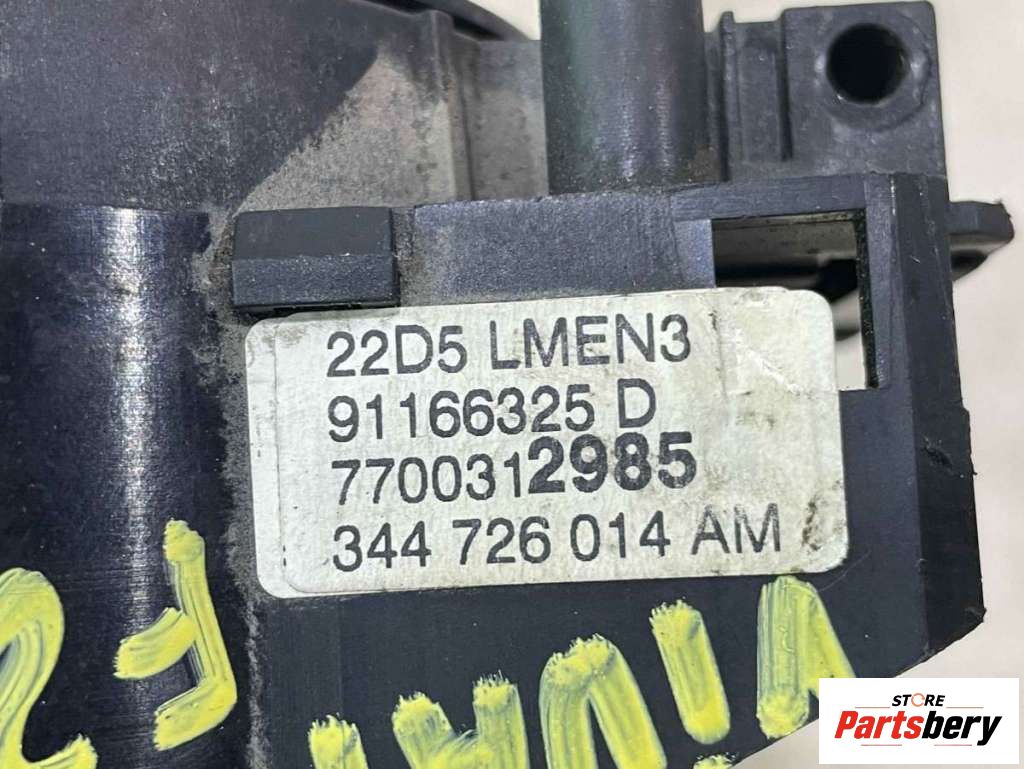 22D5 LMEN3
91166325 D
7700312985
344 726 014 AM
STORE
Partsbery